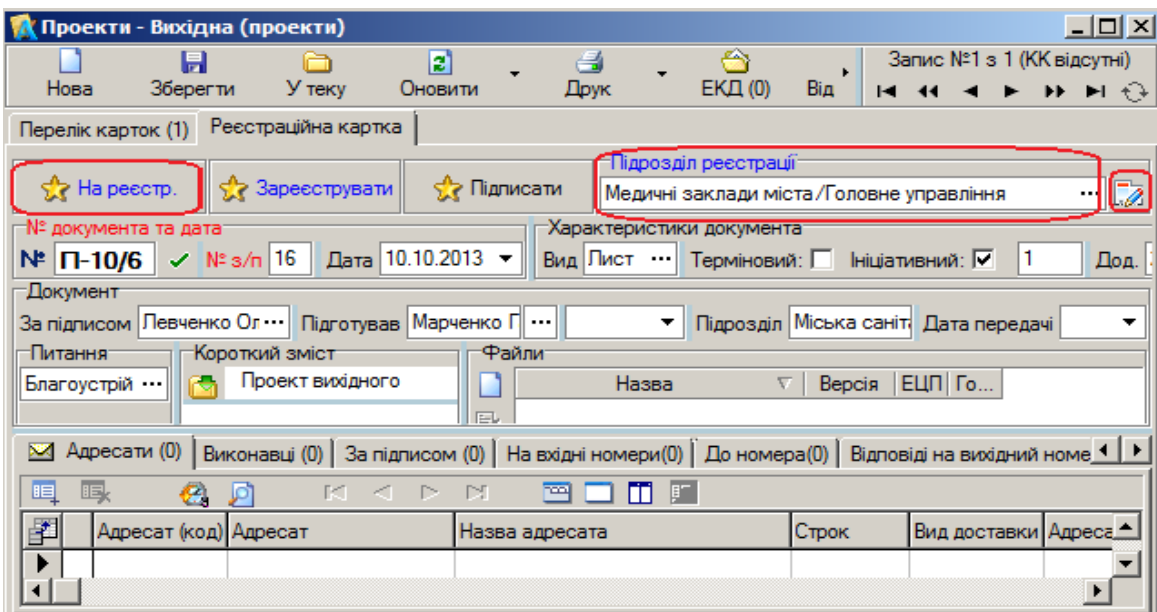 Проекти - Вихідна (проекти)
Нова Зберегти У теку Оновити Друк ЕКД (0) Від Запис №1 з 1 (КК відсутні)
Перелік карток (1) Реєстраційна картка
На реєстр. Зареєструвати Підписати Підрозділ реєстрації
Медичні заклади міста/Головне управління ...
№ документа та дата Характеристики документа
№ П-10/6 № з/п 16 Дата 10.10.2013 Вид Лист ... Терміновий: Ініціативний: 1 Дод.
Документ
За підписом Левченко Ол... Підготував Марченко Г ... Підрозділ Міська саніт Дата передачі
Питання Короткий зміст Файли
Благоустрій ... Проект вихідного Назва Версія ЕЦП Го...
Адресати (0) Виконавці (0) За підписом (0) На вхідні номери(0) До номера(0) Відповіді на вихідний номе
Адресат (код) Адресат Назва адресата Строк Вид доставки Адреса